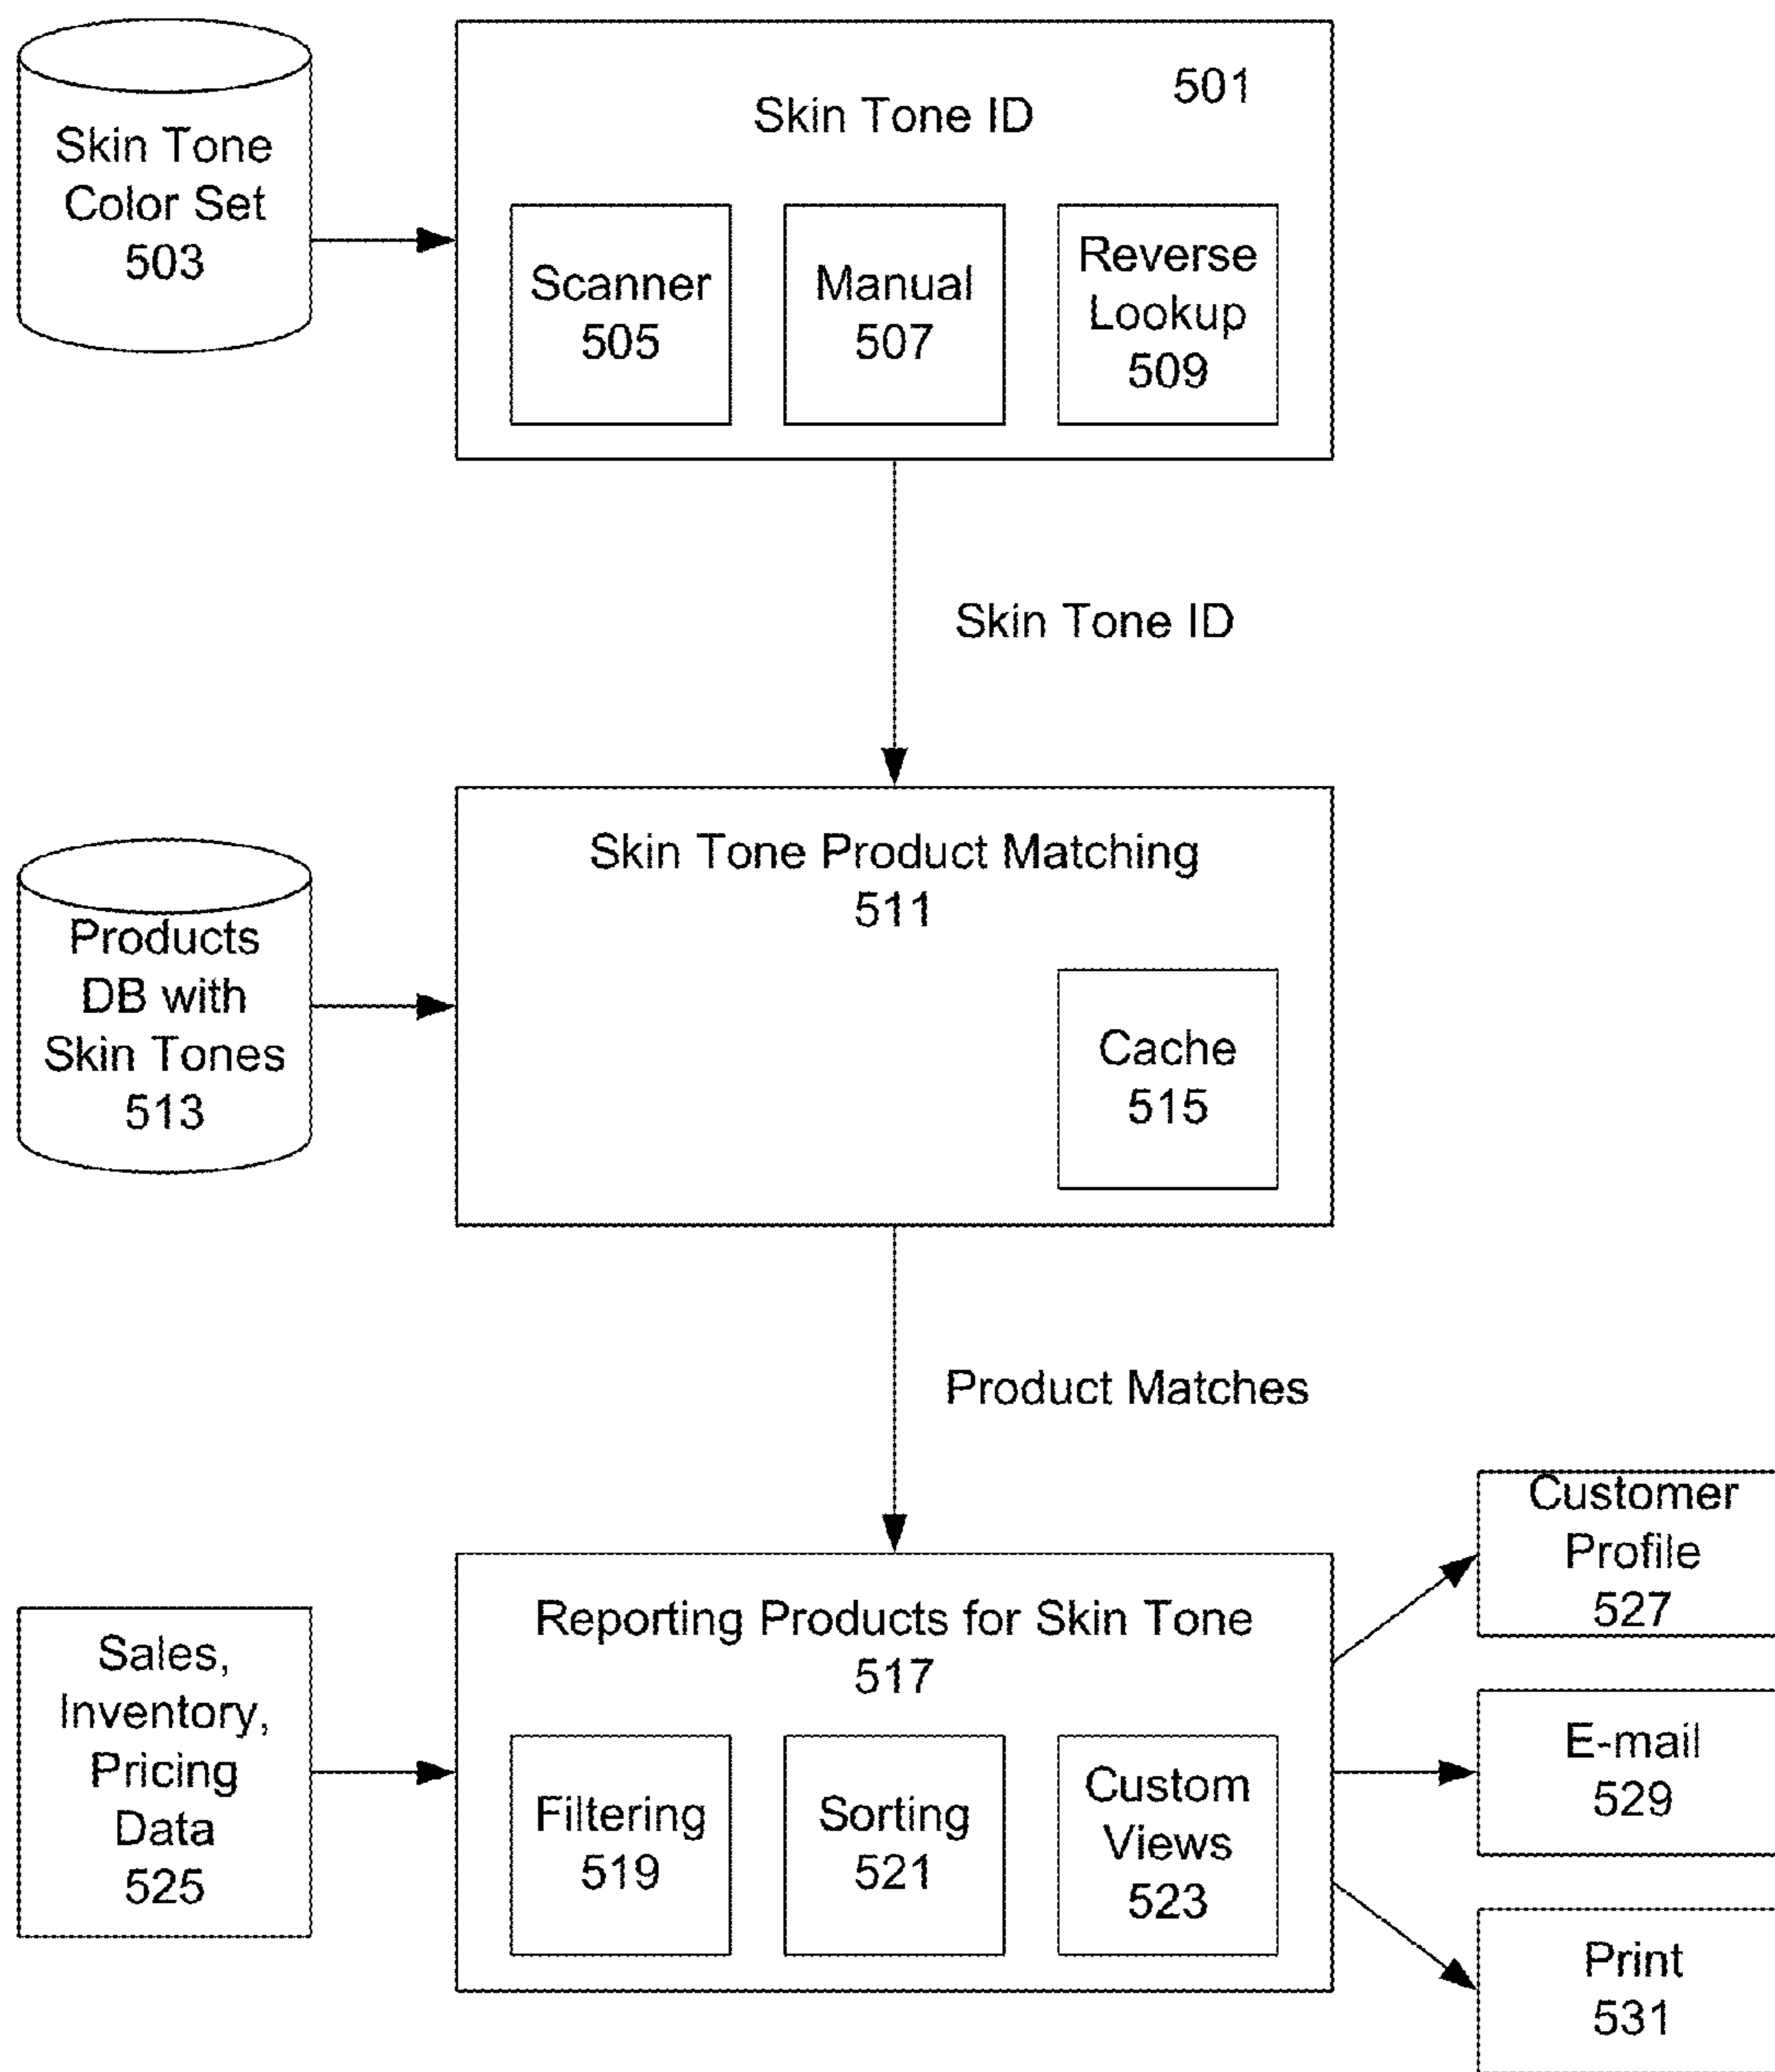 Skin Tone
Color Set
503
501
Skin Tone ID
Scanner
505
Manual
507
Reverse
Lookup
509
Skin Tone ID
Skin Tone Product Matching
511
Products
DB with
Skin Tones
513
Cache
515
Product Matches
Reporting Products for Skin Tone
517
Sales,
Inventory,
Pricing
Data
525
Filtering
519
Sorting
521
Custom
Views
523
Customer
Profile
527
E-mail
529
Print
531